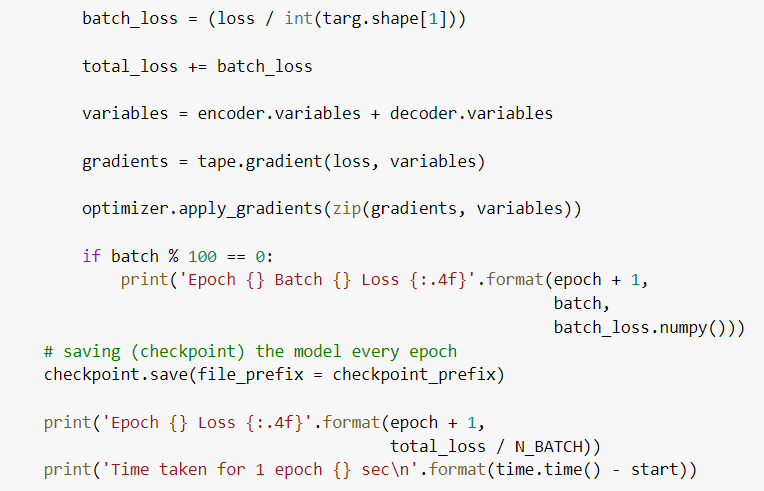 batch_loss = (loss / int(targ.shape[1]))
total_loss += batch_loss
variables = encoder.variables + decoder.variables
gradients = tape.gradient(loss, variables)
optimizer.apply_gradients(zip(gradients, variables))
if batch % 100 == 0:
print('Epoch {} Batch {} Loss {:.4f}'.format(epoch + 1,
batch,
batch_loss.numpy()))
# saving (checkpoint) the model every epoch
checkpoint.save(file_prefix = checkpoint_prefix)
print('Epoch {} Loss {:.4f}'.format(epoch + 1,
total_loss / N_BATCH))
print('Time taken for 1 epoch {} sec\n'.format(time.time() - start))